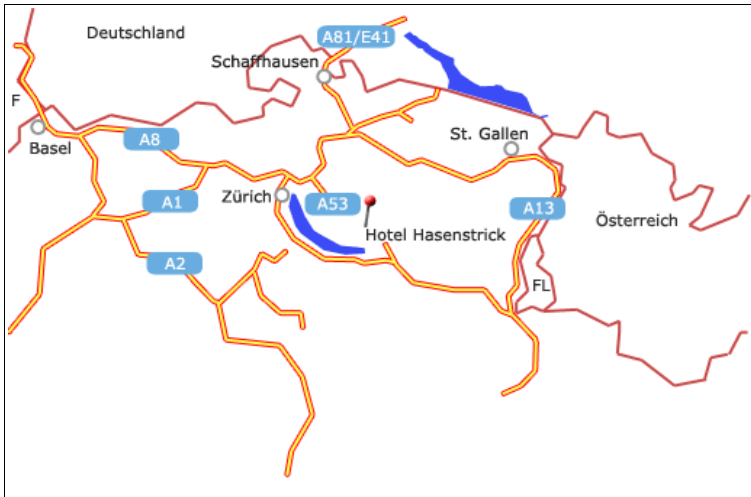 Deutschland
A81/E41
Schaffhausen
F
Basel
A8
St. Gallen
Zürich
A1
A53
A13
Österreich
Hotel Hasenstrick
A2
FL